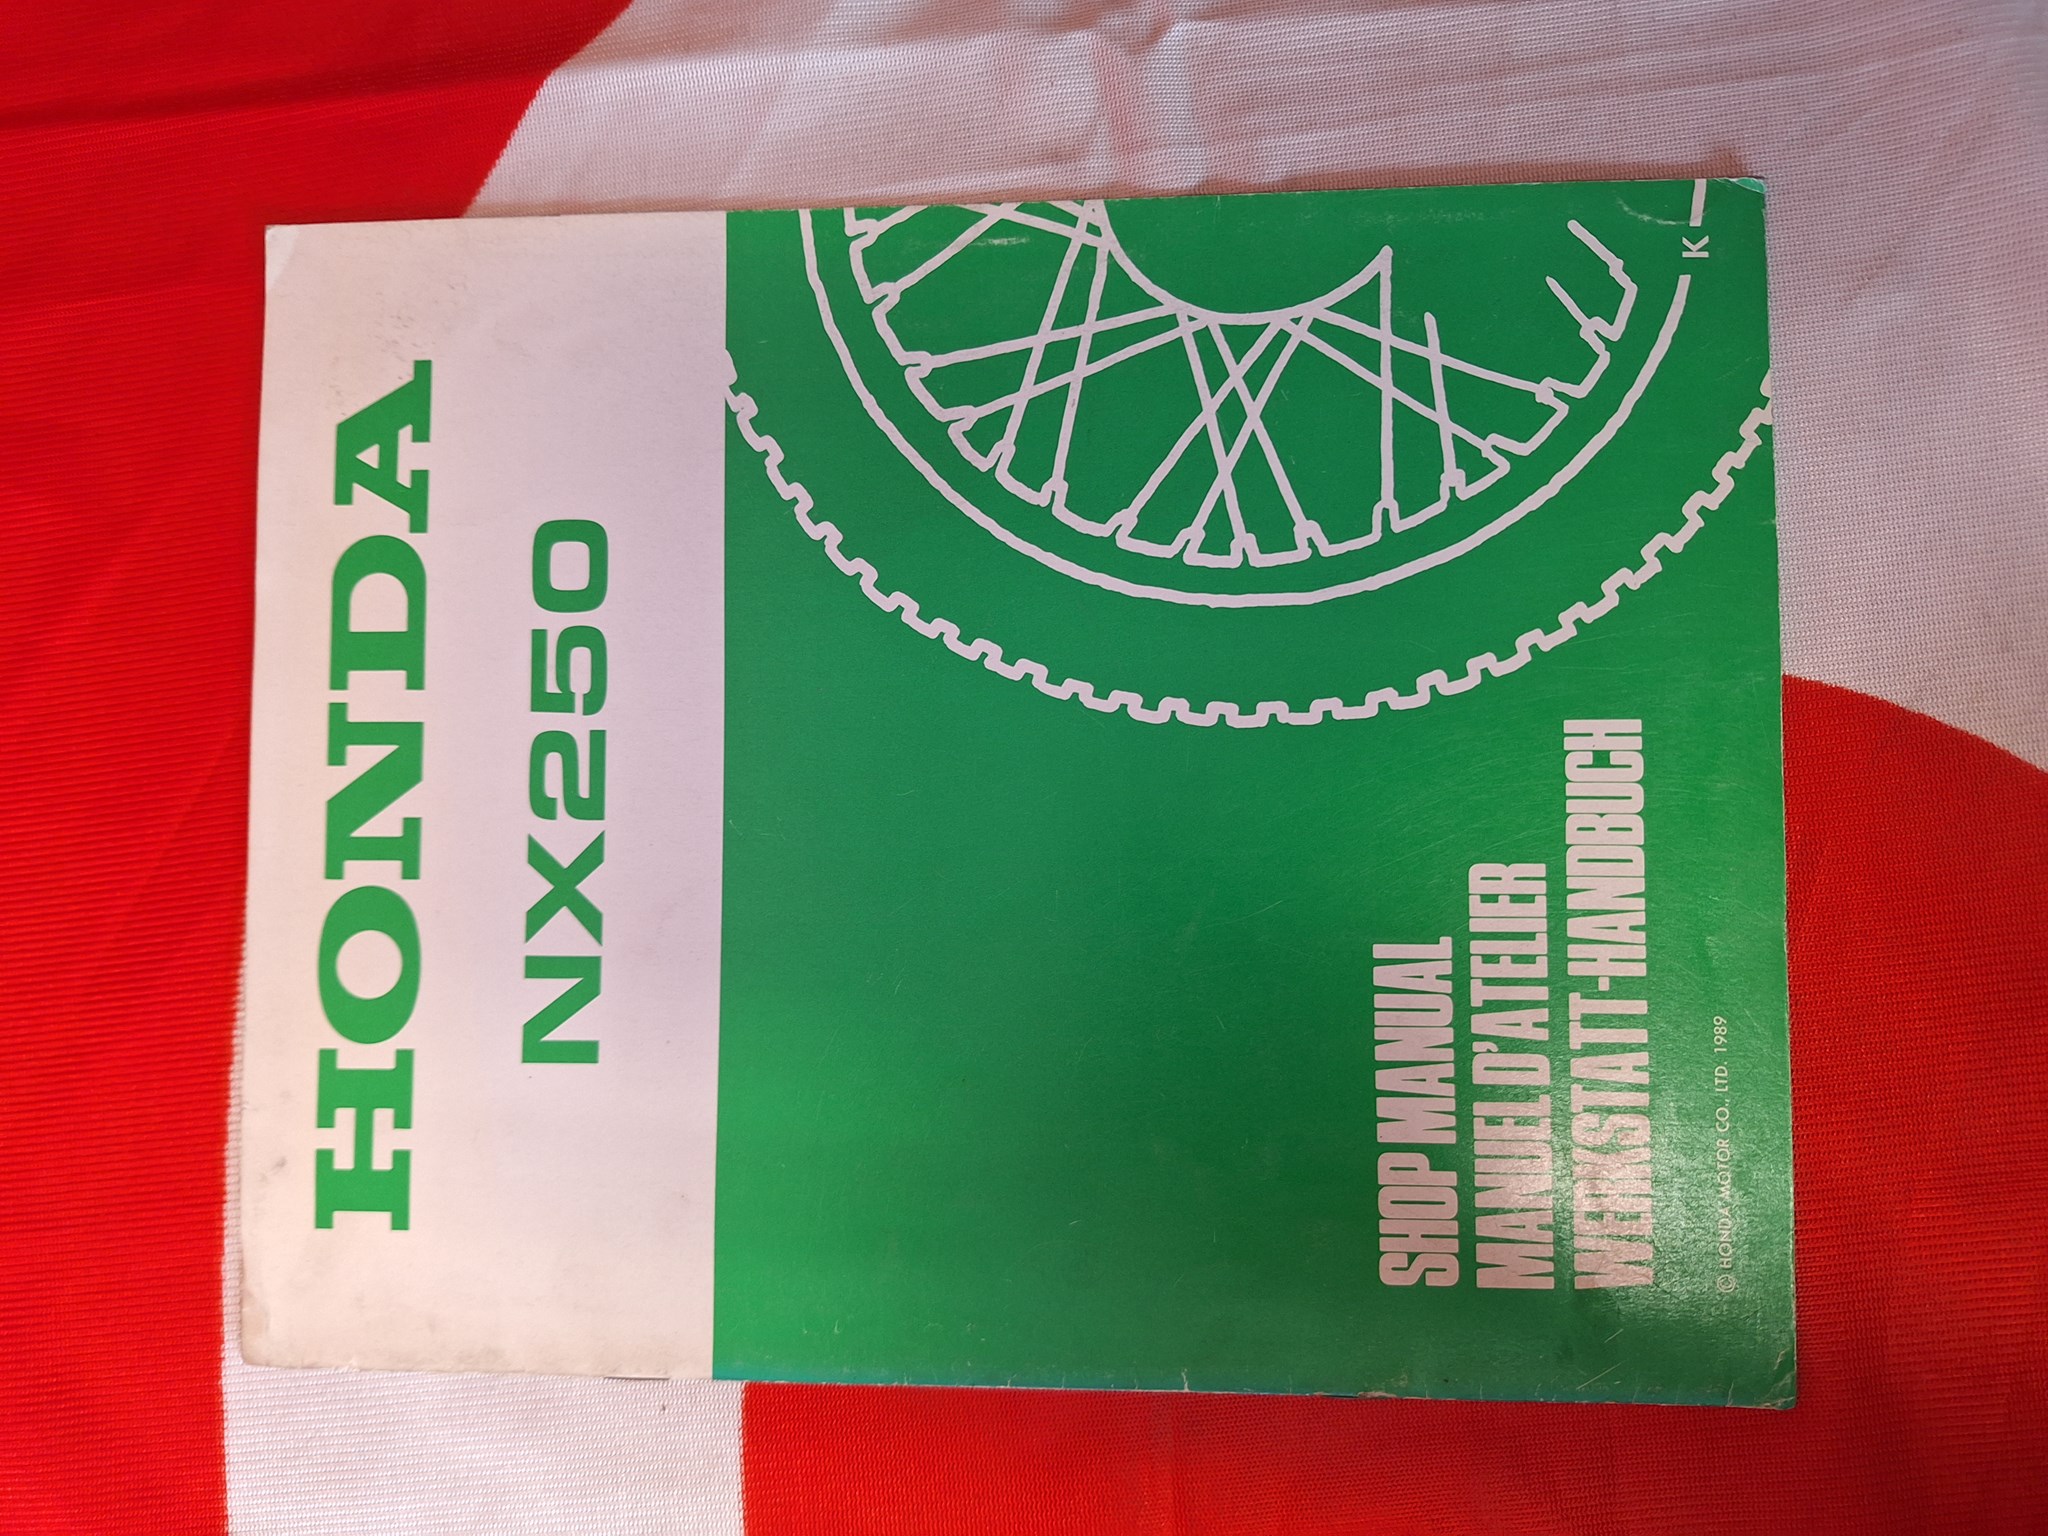 HONDA
NX250
K
SHOP MANUAL
MANUEL D'ATELIER
WERKSTATT-HANDBUCH
© HONDA MOTOR CO., LTD. 1989